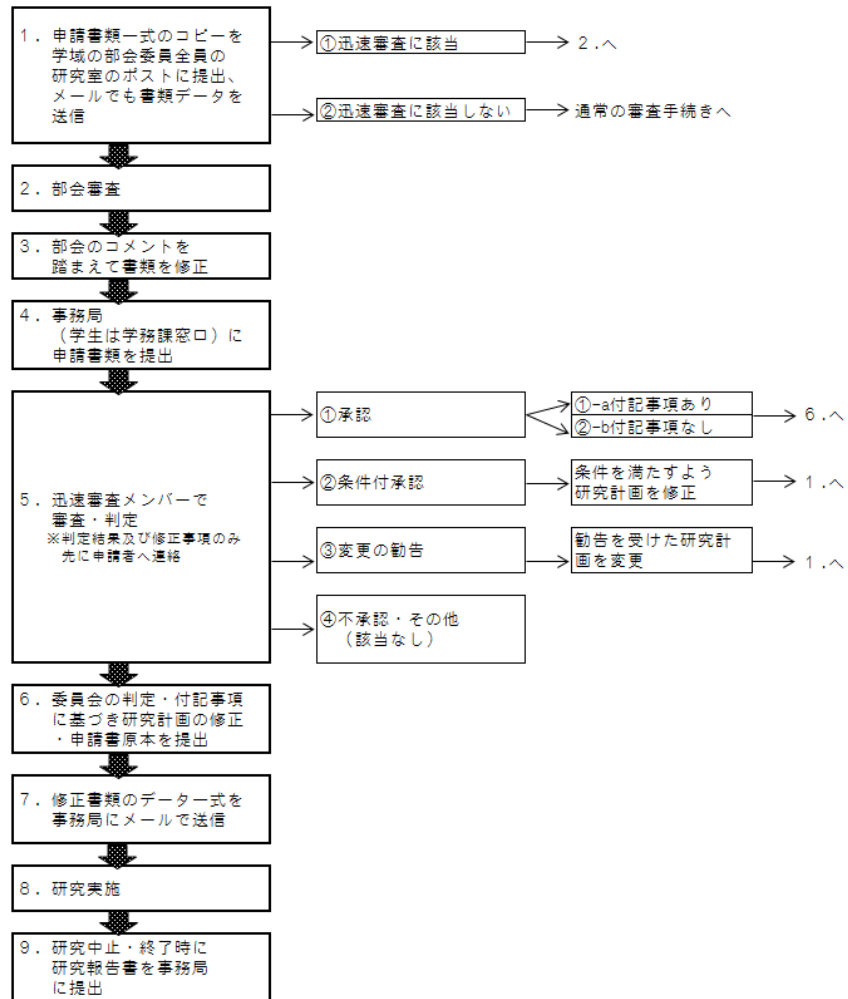 1．申請書類一式のコピーを
学域の部会委員全員の
研究室のポストに提出、
メールでも書類データを
送信
①迅速審査に該当
2．へ
②迅速審査に該当しない
通常の審査手続きへ
2．部会審査
3．部会のコメントを
踏まえて書類を修正
4．事務局
（学生は学務課窓口）に
申請書類を提出
5．迅速審査メンバーで
審査・判定
※判定結果及び修正事項のみ
先に申請者へ連絡
①承認
①-a付記事項あり
②-b付記事項なし
6．へ
②条件付承認
条件を満たすよう
研究計画を修正
1．へ
③変更の勧告
勧告を受けた研究計
画を変更
1．へ
④不承認・その他
（該当なし）
6．委員会の判定・付記事項
に基づき研究計画の修正
・申請書原本を提出
7．修正書類のデーター式を
事務局にメールで送信
8．研究実施
9．研究中止・終了時に
研究報告書を事務局
に提出